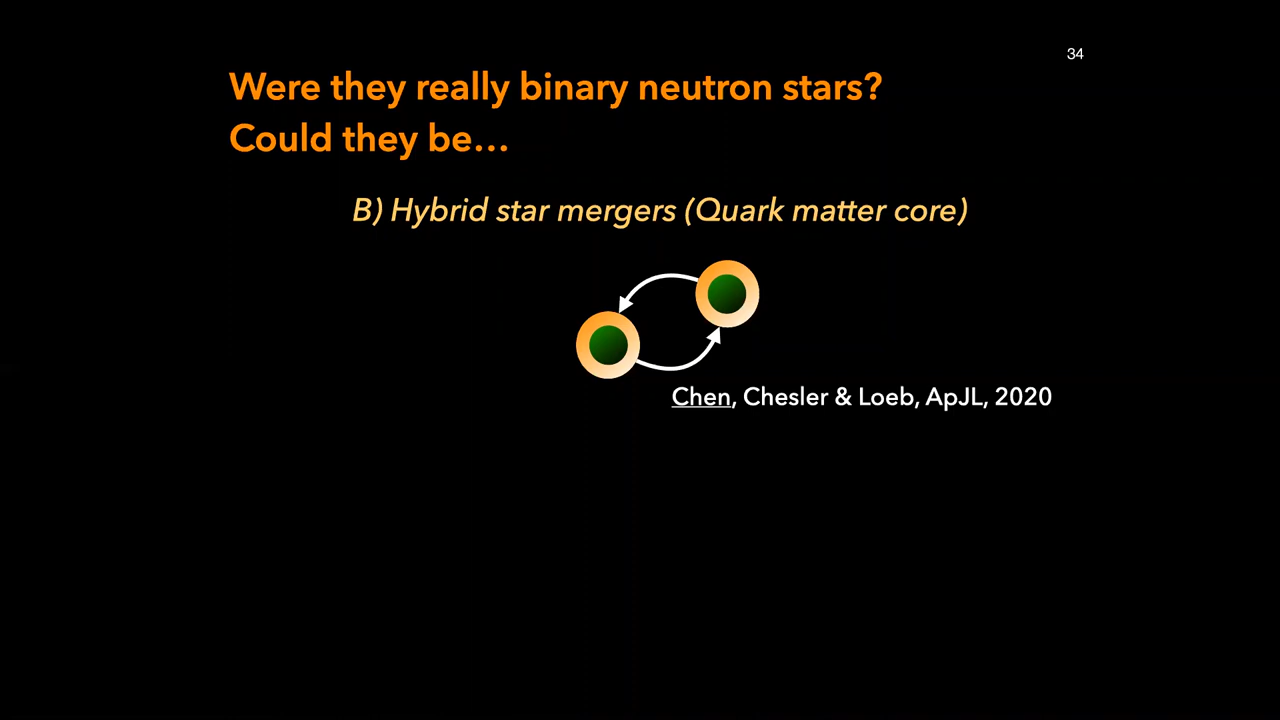 34
Were they really binary neutron stars?
Could they be…
B) Hybrid star mergers (Quark matter core)
Chen, Chesler & Loeb, ApJL, 2020